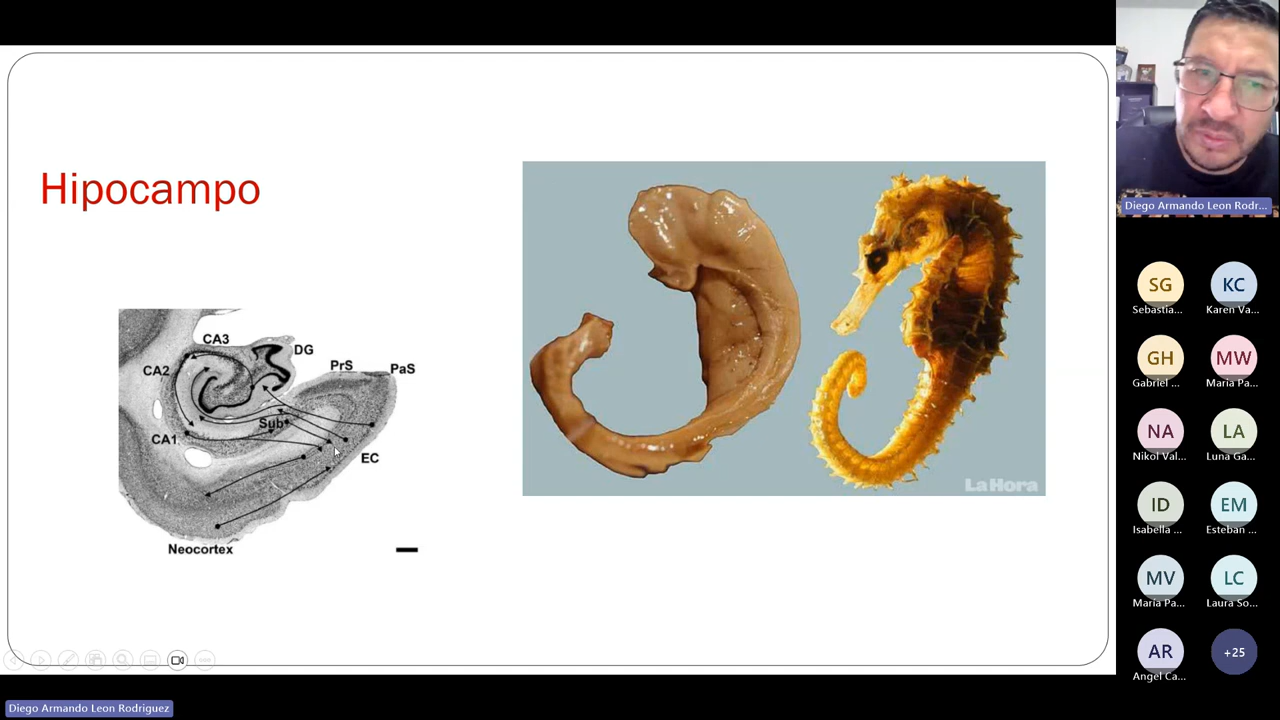 Hipocampo
CA3
DG
CA2
PrS
PaS
Sub
CA1
EC
Neocortex
LaHora
Diego Armando Leon Rodr...
SG
KC
Sebastia...
Karen Va...
GH
MW
Gabriel ...
Maria Pa...
NA
LA
Nikol Val...
Luna Ga...
ID
EM
Isabella ...
Esteban ...
MV
LC
Maria Pa...
Laura So...
AR
+25
Angel Ca...
Diego Armando Leon Rodriguez